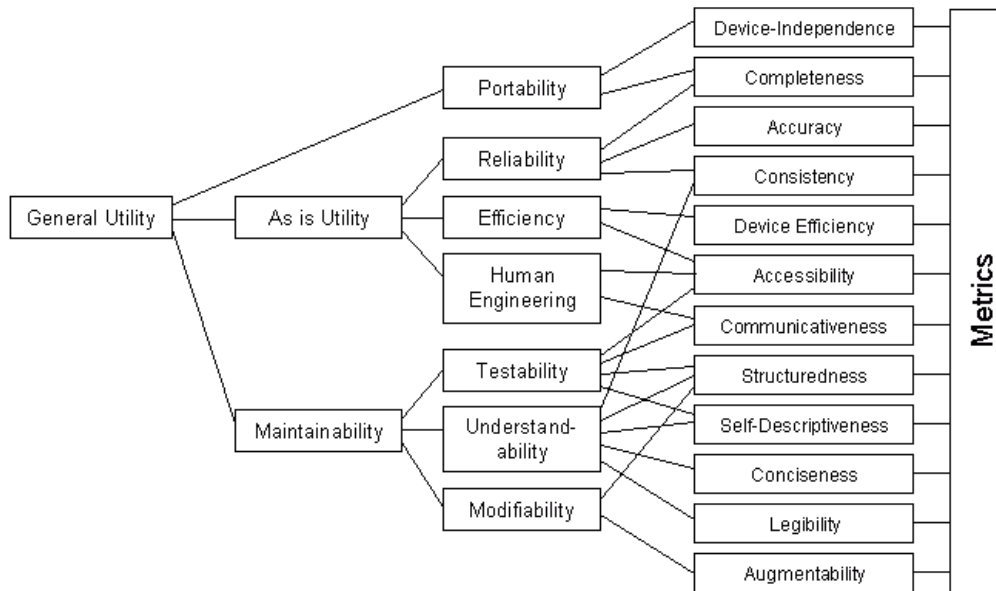 General Utility
As is Utility
Maintainability
Portability
Reliability
Efficiency
Human
Engineering
Testability
Understand-
ability
Modifiability
Device-Independence
Completeness
Accuracy
Consistency
Device Efficiency
Accessibility
Communicativeness
Structuredness
Self-Descriptiveness
Conciseness
Legibility
Augmentability
Metrics